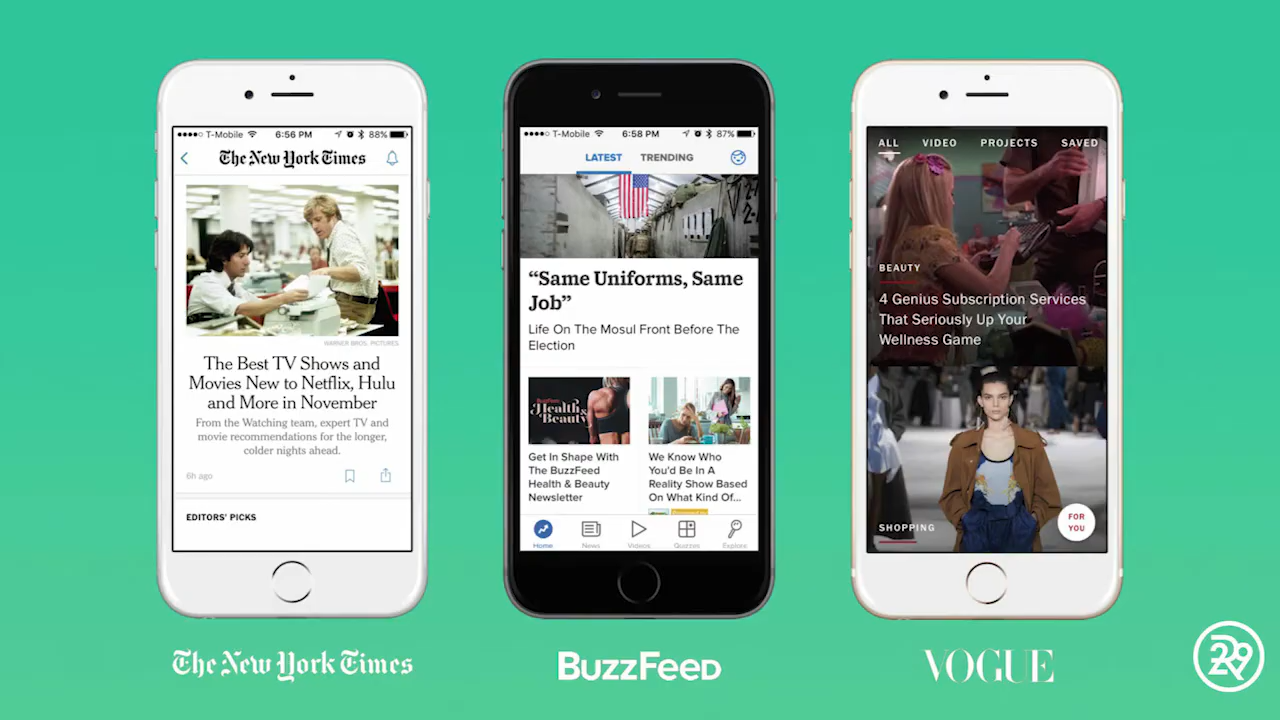 T-Mobile 6:56 PM 88%
The New York Times
WARNER BROS. PICTURES
The Best TV Shows and
Movies New to Netflix, Hulu
and More in November
From the Watching team, expert TV and
movie recommendations for the longer,
colder nights ahead.
6h ago
EDITORS' PICKS
The New York Times
T-Mobile 6:58 PM 87%
LATEST TRENDING
“Same Uniforms, Same
Job”
Life On The Mosul Front Before The
Election
BuzzFeed
Health &
Beauty
Get In Shape With
The BuzzFeed
Health & Beauty
Newsletter
We Know Who
You'd Be In A
Reality Show Based
On What Kind Of...
Home News Videos Quizzes Explore
BuzzFeed
ALL VIDEO PROJECTS SAVED
BEAUTY
4 Genius Subscription Services
That Seriously Up Your
Wellness Game
SHOPPING
FOR
YOU
VOGUE
R29